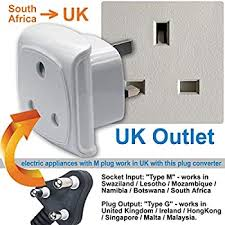 South
Africa → UK
UK Outlet
electric appliances with M plug work in UK with this plug converter
Socket Input: "Type M" - works in
Swaziland / Lesotho / Mozambique /
Namibia / Botswana / South Africa
Plug Output: "Type G" - works in
United Kingdom / Ireland / HongKong
/ Singapore / Malta / Malaysia.